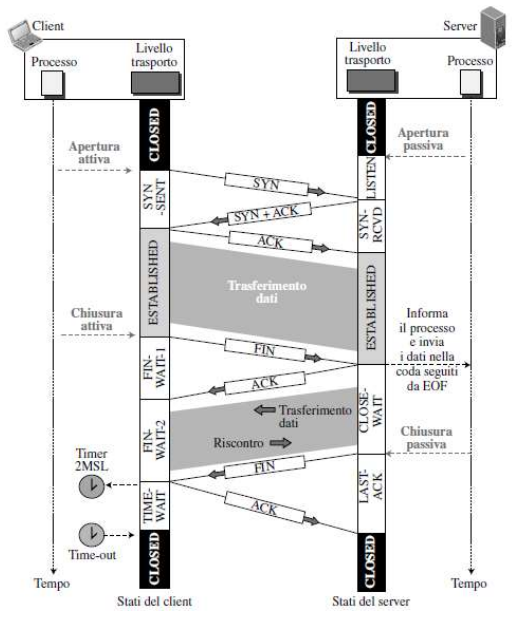 Client
Server
Processo
Livello
trasporto
Livello
trasporto
Processo
CLOSED
CLOSED
Apertura
attiva
Apertura
passiva
LISTEN
SYN
SYN
-SENT
SYN + ACK
SYN-
RCVD
ACK
ESTABLISHED
Trasferimento
dati
ESTABLISHED
Chiusura
attiva
Informa
il processo
e invia
i dati nella
coda seguiti
da EOF
FIN
FIN-
WAIT-1
ACK
CLOSE-
WAIT
Trasferimento
dati
Riscontro
FIN-
WAIT-2
Chiusura
passiva
Timer
2MSL
FIN
TIME-
WAIT
LAST-
ACK
ACK
Time-out
CLOSED
CLOSED
Tempo
Tempo
Stati del client
Stati del server